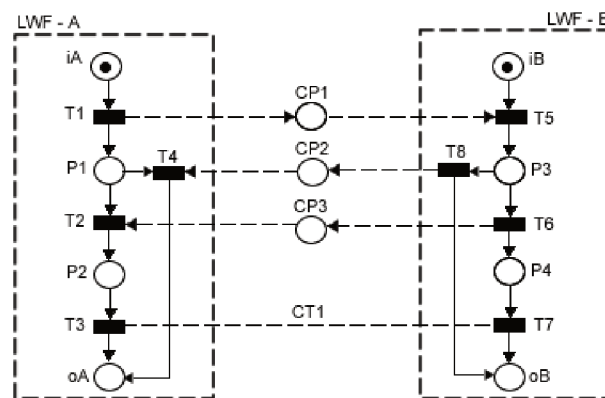 LWF - A
LWF - B
iA
iB
CP1
T1
T5
T4
CP2
T8
P1
P3
CP3
T2
T6
P2
P4
T3
CT1
T7
oA
oB